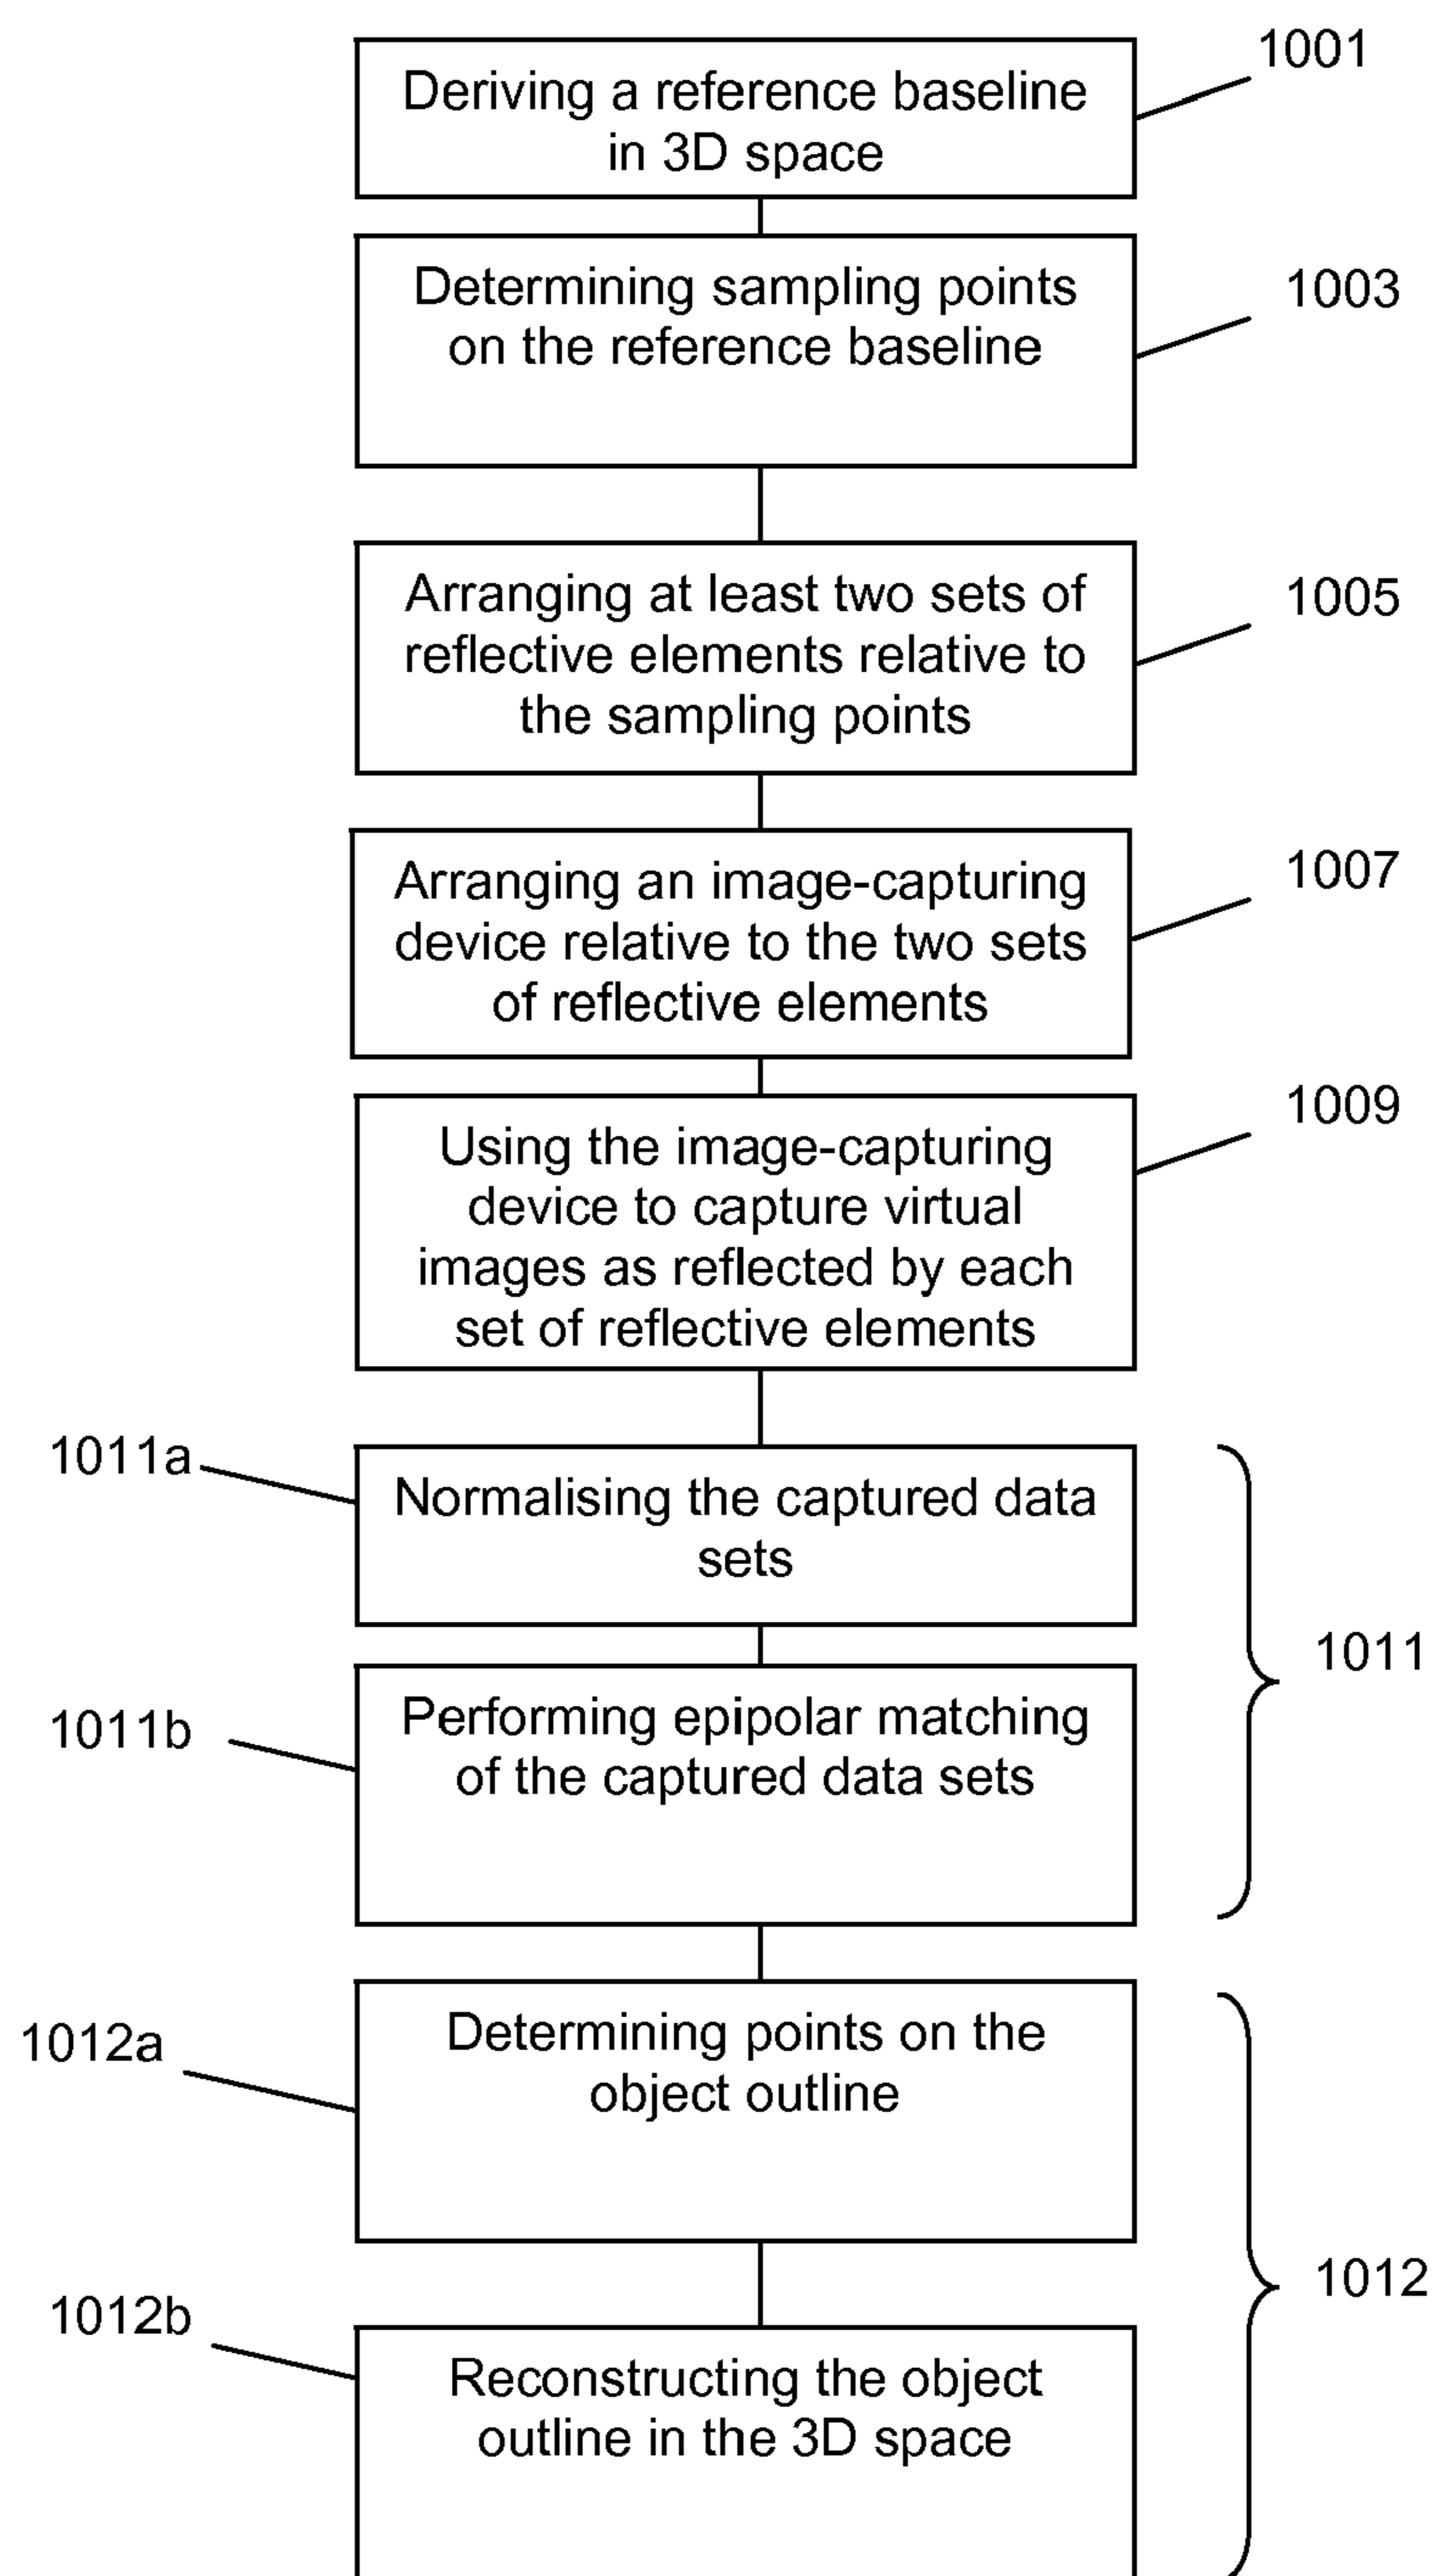 1001
Deriving a reference baseline
in 3D space
1003
Determining sampling points
on the reference baseline
1005
Arranging at least two sets of
reflective elements relative to
the sampling points
1007
Arranging an image-capturing
device relative to the two sets
of reflective elements
1009
Using the image-capturing
device to capture virtual
images as reflected by each
set of reflective elements
1011a
Normalising the captured data
sets
1011
1011b
Performing epipolar matching
of the captured data sets
1012a
Determining points on the
object outline
1012
1012b
Reconstructing the object
outline in the 3D space